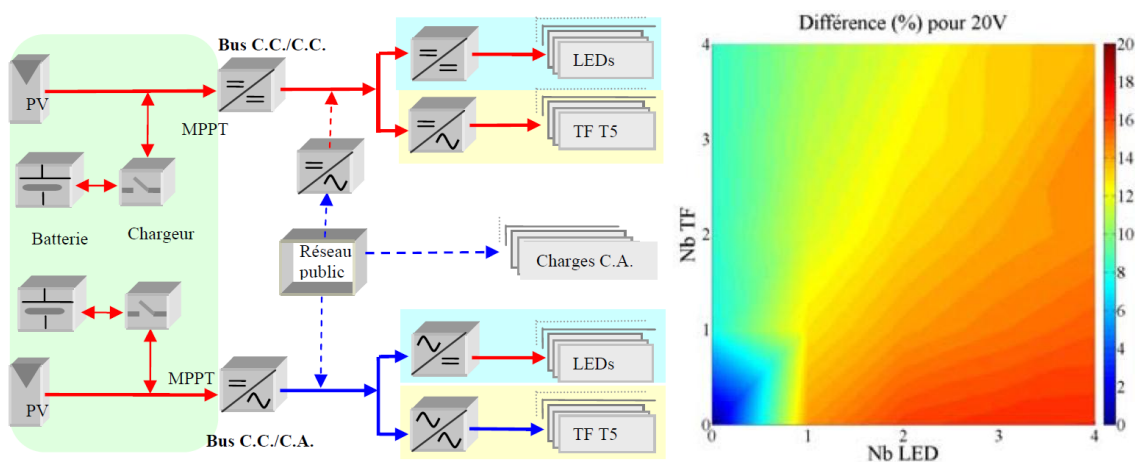 Bus C.C./C.C.
PV
MPPT
LEDs
TF T5
Batterie
Chargeur
Réseau
public
Charges C.A.
PV
MPPT
Bus C.C./C.A.
LEDs
TF T5
Différence (%) pour 20V
Nb TF
4
3
2
1
0
0
1
2
3
4
Nb LED
20
18
16
14
12
10
8
6
4
2
0